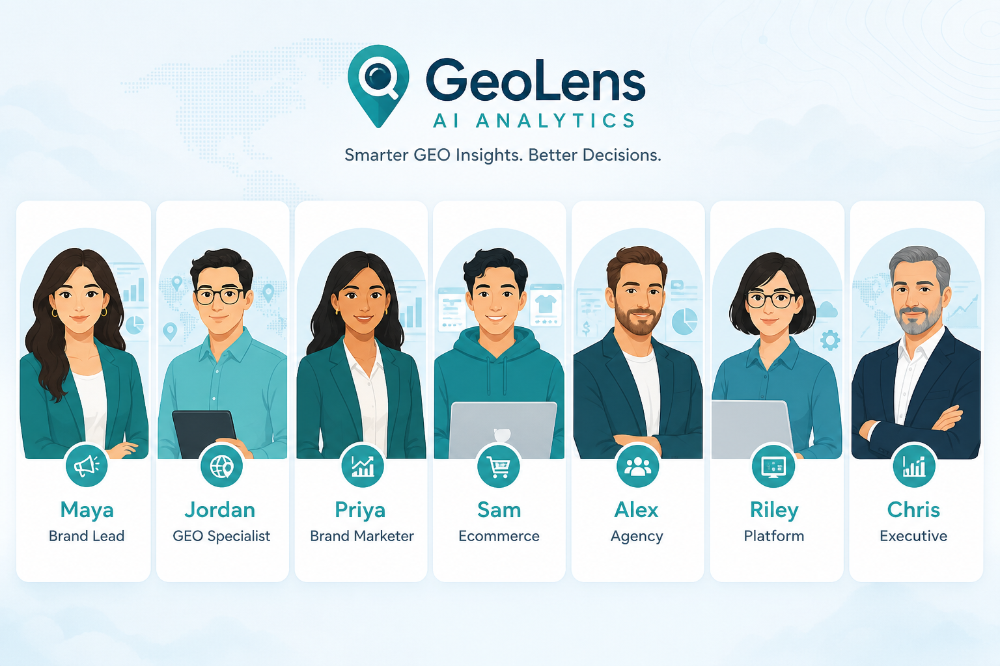 GeoLens
AI ANALYTICS
Smarter GEO Insights. Better Decisions.
Maya
Brand Lead
Jordan
GEO Specialist
Priya
Brand Marketer
Sam
Ecommerce
Alex
Agency
Riley
Platform
Chris
Executive